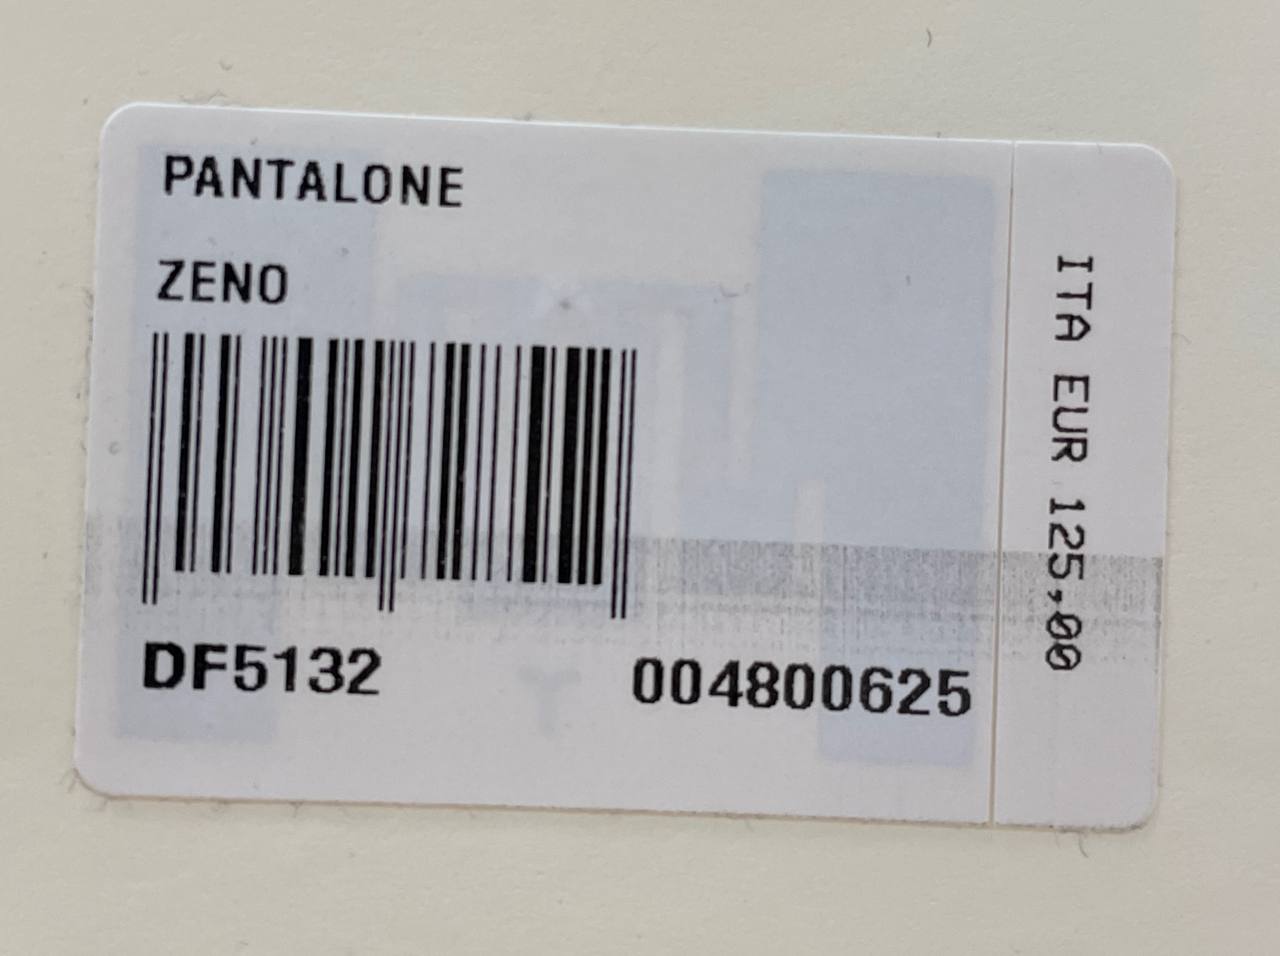 PANTALONE
ZENO
DF5132
004800625
ITA EUR 125,00